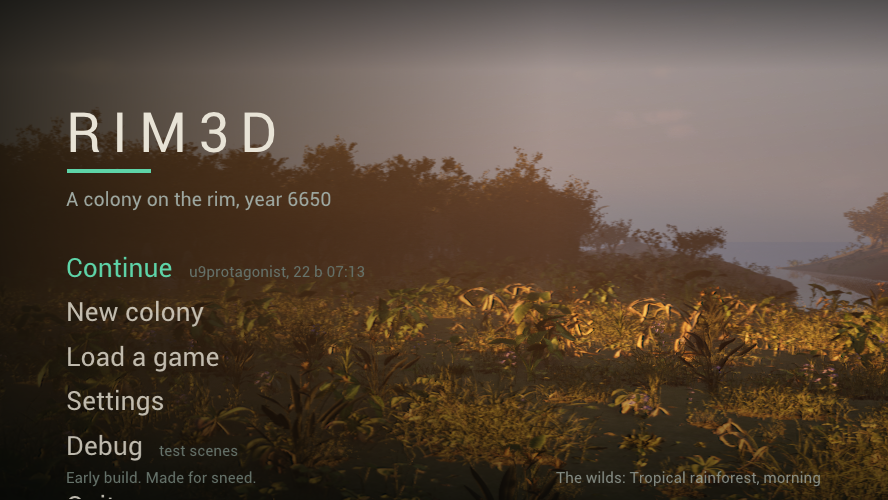 RIM3D
A colony on the rim, year 6650
Continue u9protagonist, 22 b 07:13
New colony
Load a game
Settings
Debug test scenes
Early build. Made for sneed.
The wilds: Tropical rainforest, morning